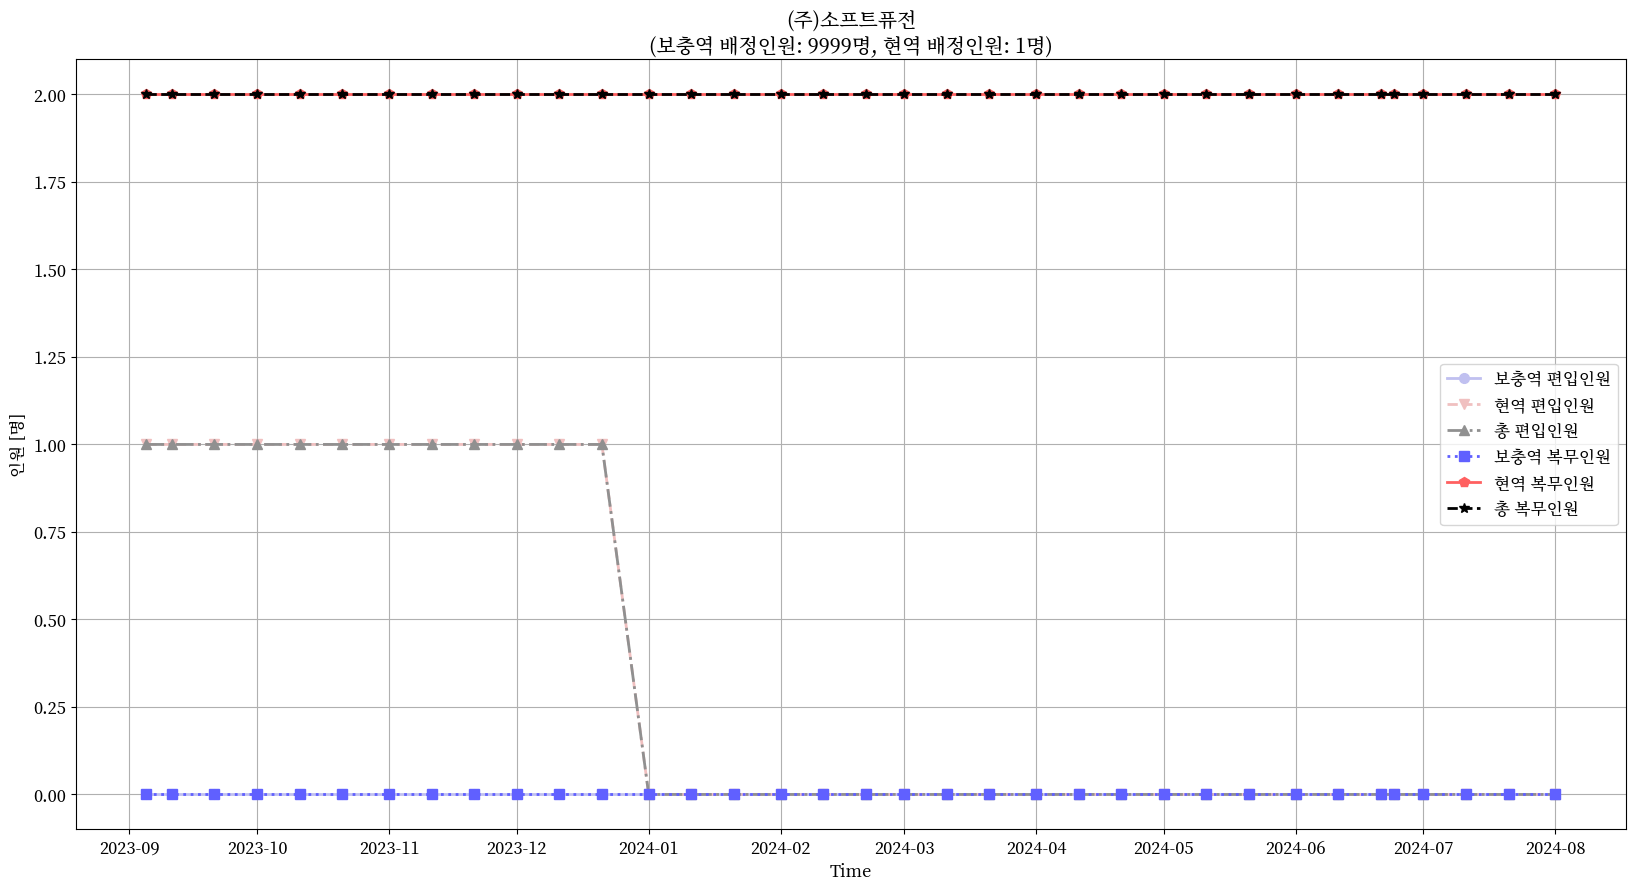 (주)소프트퓨전
(보충역 배정인원: 9999명, 현역 배정인원: 1명)
인원 [명]
2.00
1.75
1.50
1.25
1.00
0.75
0.50
0.25
0.00
보충역 편입인원
현역 편입인원
총 편입인원
보충역 복무인원
현역 복무인원
총 복무인원
2023-09
2023-10
2023-11
2023-12
2024-01
2024-02
2024-03
2024-04
2024-05
2024-06
2024-07
2024-08
Time